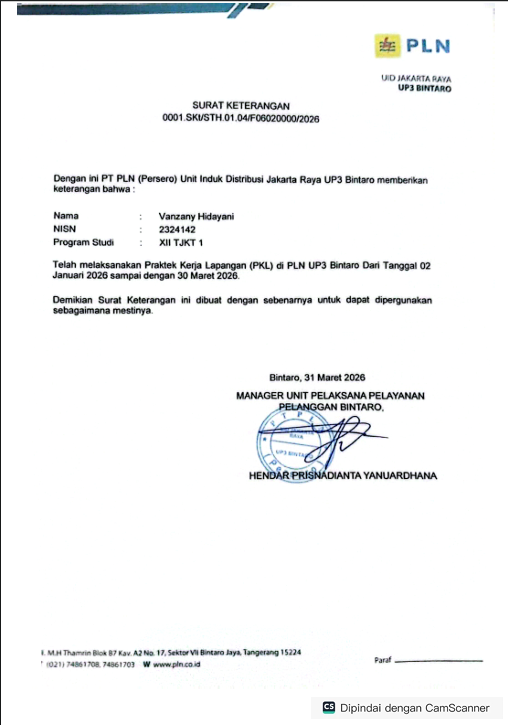 PLN
UID JAKARTA RAYA
UP3 BINTARO
SURAT KETERANGAN
0001.SKI/STH.01.04/F06020000/2026
Dengan ini PT PLN (Persero) Unit Induk Distribusi Jakarta Raya UP3 Bintaro memberikan
keterangan bahwa :
Nama : Vanzany Hidayani
NISN : 2324142
Program Studi : XII TJKT 1
Telah melaksanakan Praktek Kerja Lapangan (PKL) di PLN UP3 Bintaro Dari Tanggal 02
Januari 2026 sampai dengan 30 Maret 2026.
Demikian Surat Keterangan ini dibuat dengan sebenarnya untuk dapat dipergunakan
sebagaimana mestinya.
Bintaro, 31 Maret 2026
MANAGER UNIT PELAKSANA PELAYANAN
PELANGGAN BINTARO,
UP3 BINTARO
HENDAR PRISNADIANTA YANUARDHANA
M.H Thamrin Blok B7 Kav. A2 No. 17, Sektor VII Bintaro Jaya, Tangerang 15224
(021) 74861708, 74861703 W www.pln.co.id
Paraf
CS Dipindai dengan CamScanner